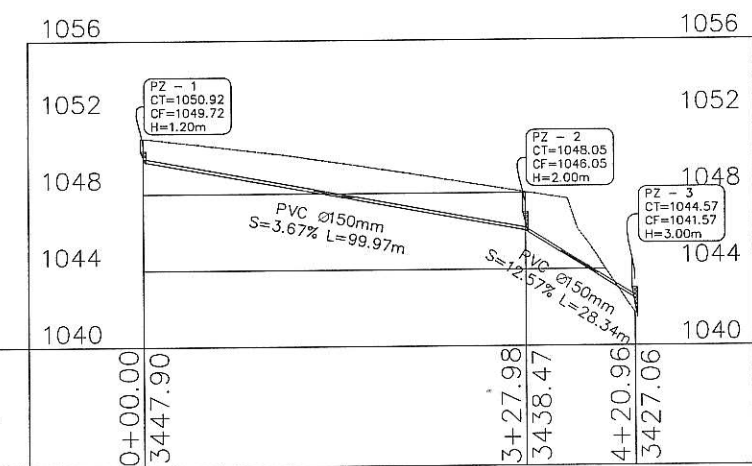 1056
1056
1052
1052
PZ - 1
CT=1050.92
CF=1049.72
H=1.20m
PZ - 2
CT=1048.05
CF=1046.05
H=2.00m
1048
1048
PZ - 3
CT=1044.57
CF=1041.57
H=3.00m
PVC Ø150mm
S=3.67% L=99.97m
PVC Ø150mm
S=12.57% L=28.34m
1044
1044
1040
1040
0+00.00
3447.90
3+27.98
3438.47
4+20.96
3427.06